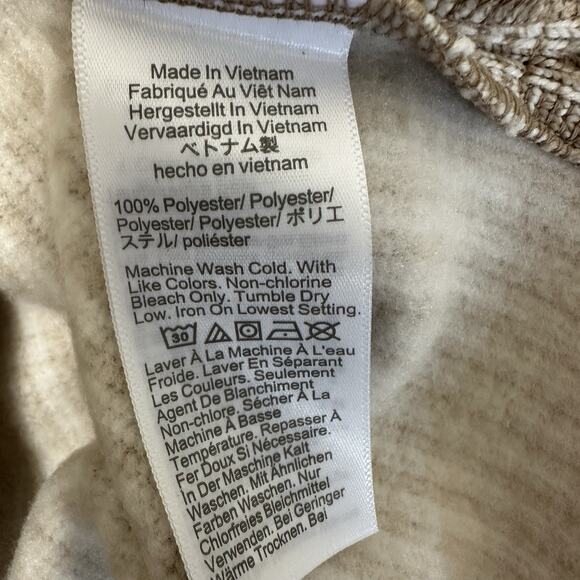 Made In Vietnam
Fabriqué Au Viêt Nam
Hergestellt In Vietnam
Vervaardigd In Vietnam
ベトナム製
hecho en vietnam
100% Polyester/ Polyester/
Polyester/ Polyester/ ポリエ
ステル/ poliéster
Machine Wash Cold. With
Like Colors. Non-chlorine
Bleach Only. Tumble Dry
Low. Iron On Lowest Setting.
30
Laver À La Machine À L'eau
Froide. Laver En Séparant
Les Couleurs. Seulement
Agent De Blanchiment
Non-chlore. Sécher À La
Machine À Basse
Température. Repasser À
Fer Doux Si Nécessaire.
In Der Maschine Kalt
Waschen. Mit Ähnlichen
Farben Waschen. Nur
Chlorfreies Bleichmittel
Verwenden. Bei Geringer
Wärme Trocknen. Bei